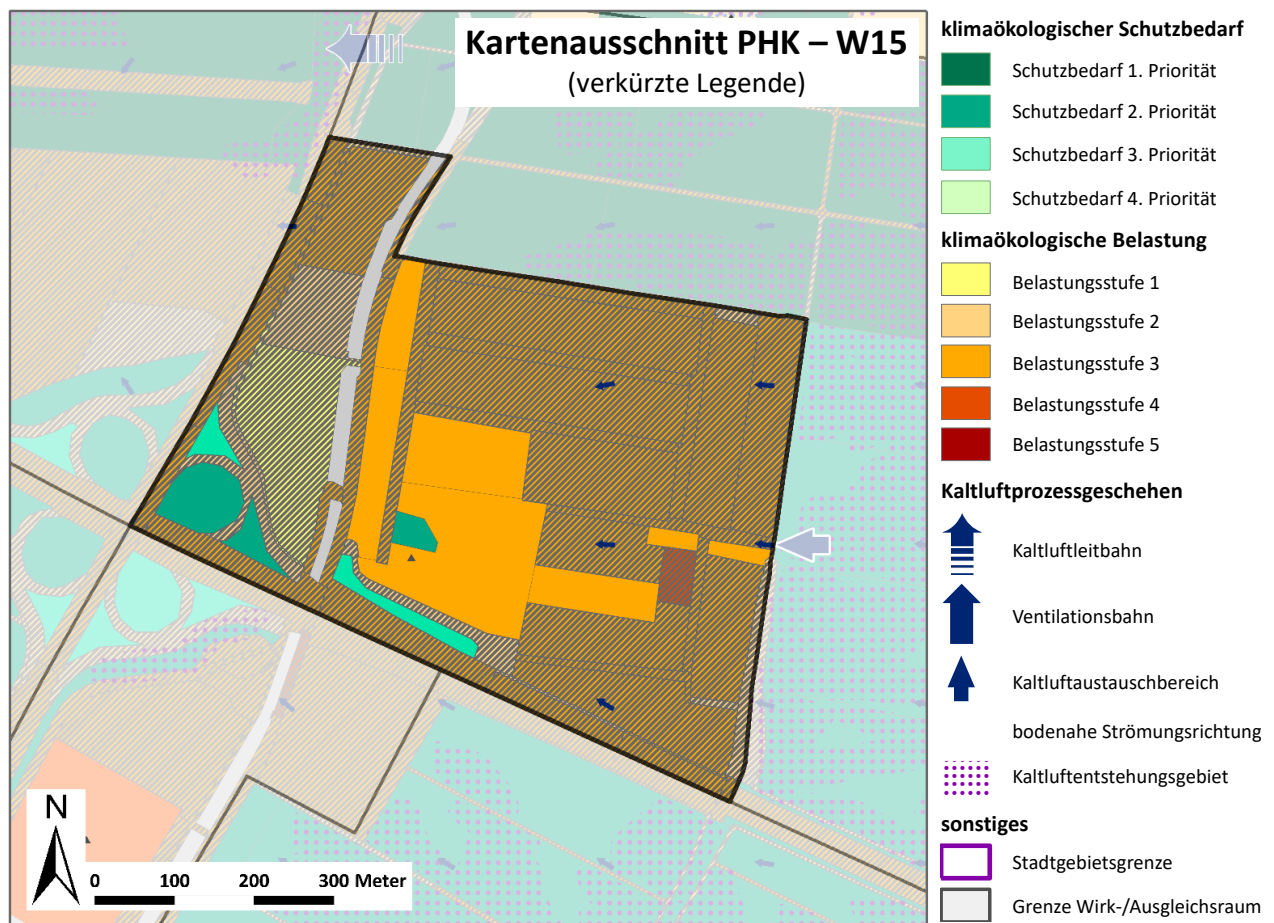 Kartenausschnitt PHK – W15
(verkürzte Legende)
klimaökologischer Schutzbedarf
Schutzbedarf 1. Priorität
Schutzbedarf 2. Priorität
Schutzbedarf 3. Priorität
Schutzbedarf 4. Priorität
klimaökologische Belastung
Belastungsstufe 1
Belastungsstufe 2
Belastungsstufe 3
Belastungsstufe 4
Belastungsstufe 5
Kaltluftprozessgeschehen
Kaltluftleitbahn
Ventilationsbahn
Kaltluftaustauschbereich
bodenahe Strömungsrichtung
Kaltluftentstehungsgebiet
sonstiges
Stadtgebietsgrenze
Grenze Wirk-/Ausgleichsraum
N
0 100 200 300 Meter